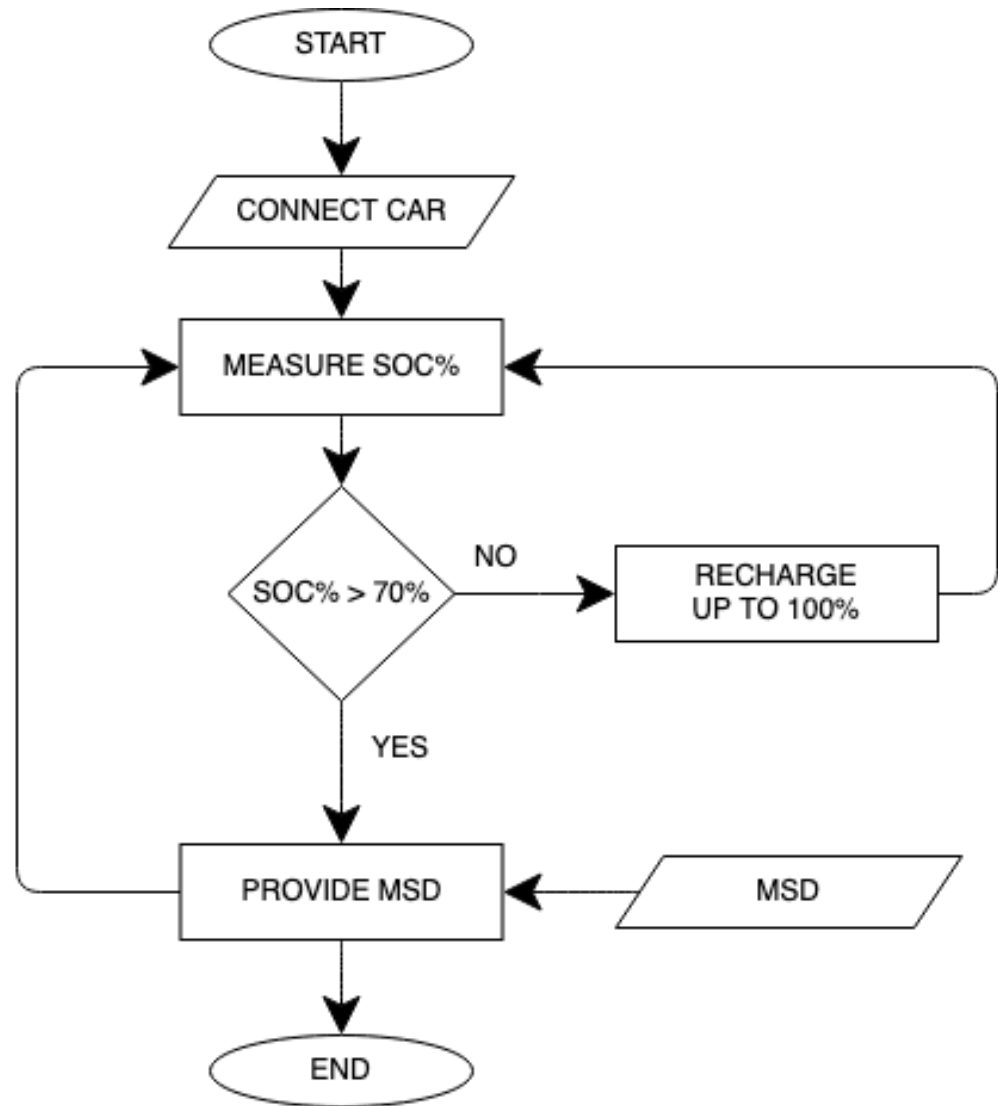 START
CONNECT CAR
MEASURE SOC%
SOC% > 70%
NO
RECHARGE
UP TO 100%
YES
PROVIDE MSD
MSD
END